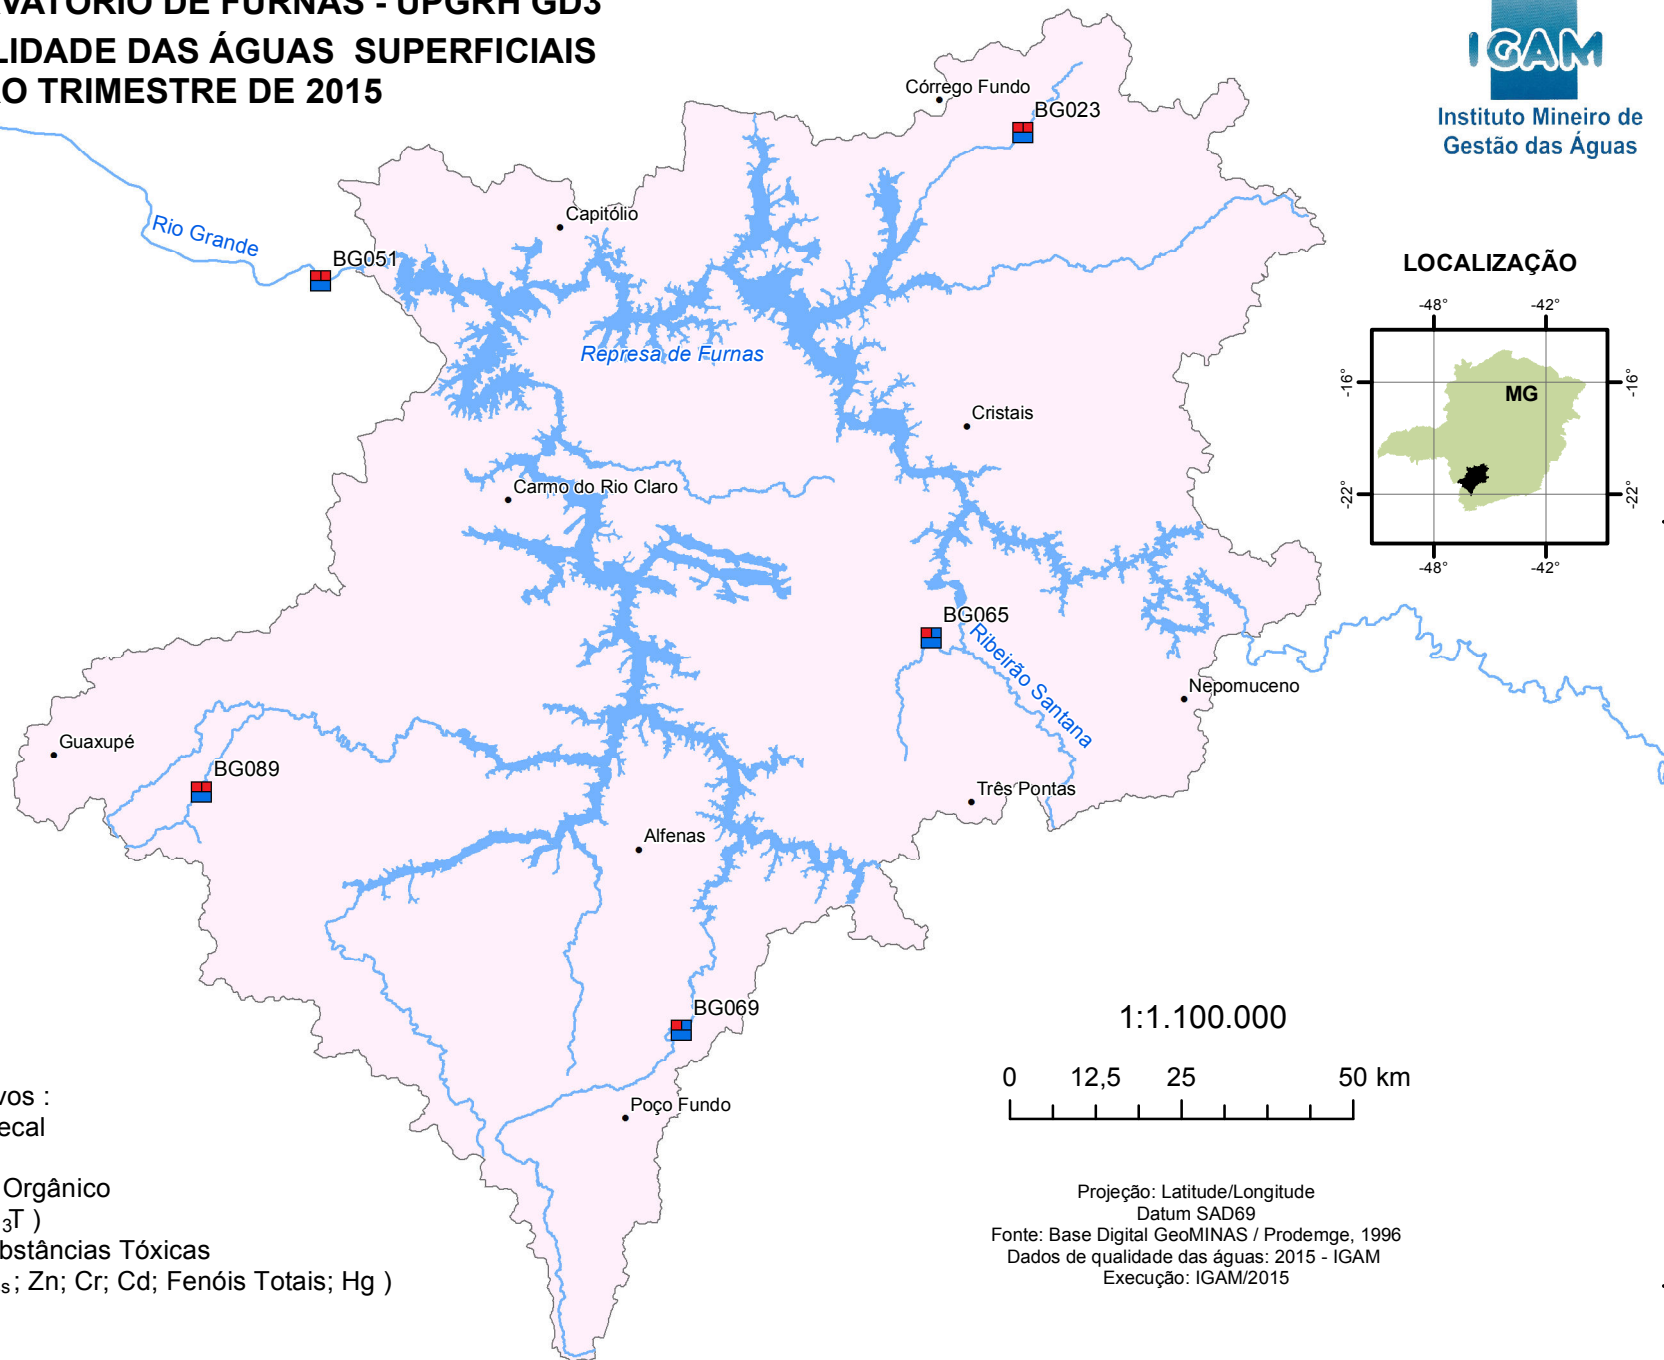 VATÓRIO DE FURNAS - UPGRH GD3
LIDADE DAS ÁGUAS SUPERFICIAIS
O TRIMESTRE DE 2015
IGAM
Instituto Mineiro de
Gestão das Águas
Córrego Fundo
BG023
Capitólio
Rio Grande
BG051
Represa de Furnas
LOCALIZAÇÃO
-48° -42°
-16° -16°
MG
-22° -22°
-48° -42°
Cristais
Carmo do Rio Claro
BG065
Ribeirão Santana
Nepomuceno
Guaxupé
BG089
Três Pontas
Alfenas
BG069
Poço Fundo
1:1.100.000
0 12,5 25 50 km
vos :
ecal
Orgânico
3T )
bstâncias Tóxicas
s; Zn; Cr; Cd; Fenóis Totais; Hg )
Projeção: Latitude/Longitude
Datum SAD69
Fonte: Base Digital GeoMINAS / Prodemge, 1996
Dados de qualidade das águas: 2015 - IGAM
Execução: IGAM/2015